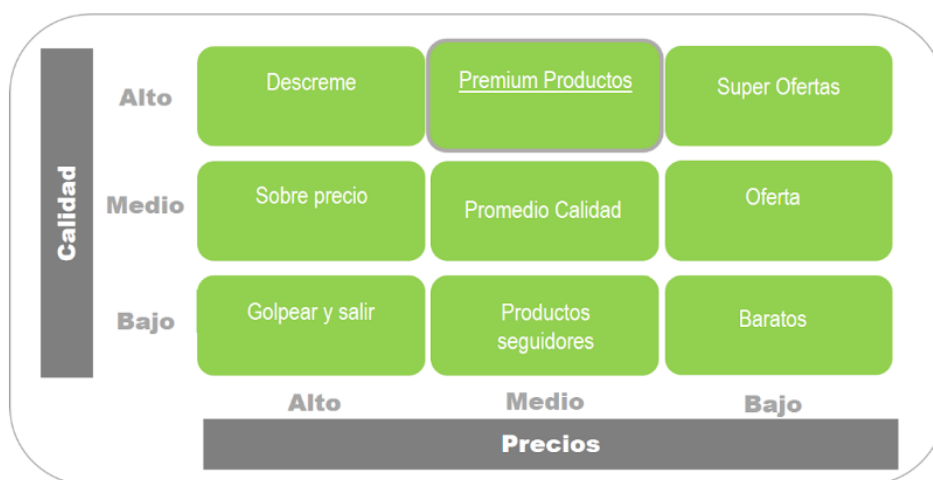 Calidad
Alto
Descreme
Premium Productos
Super Ofertas
Medio
Sobre precio
Promedio Calidad
Oferta
Bajo
Golpear y salir
Productos
seguidores
Baratos
Alto
Medio
Bajo
Precios